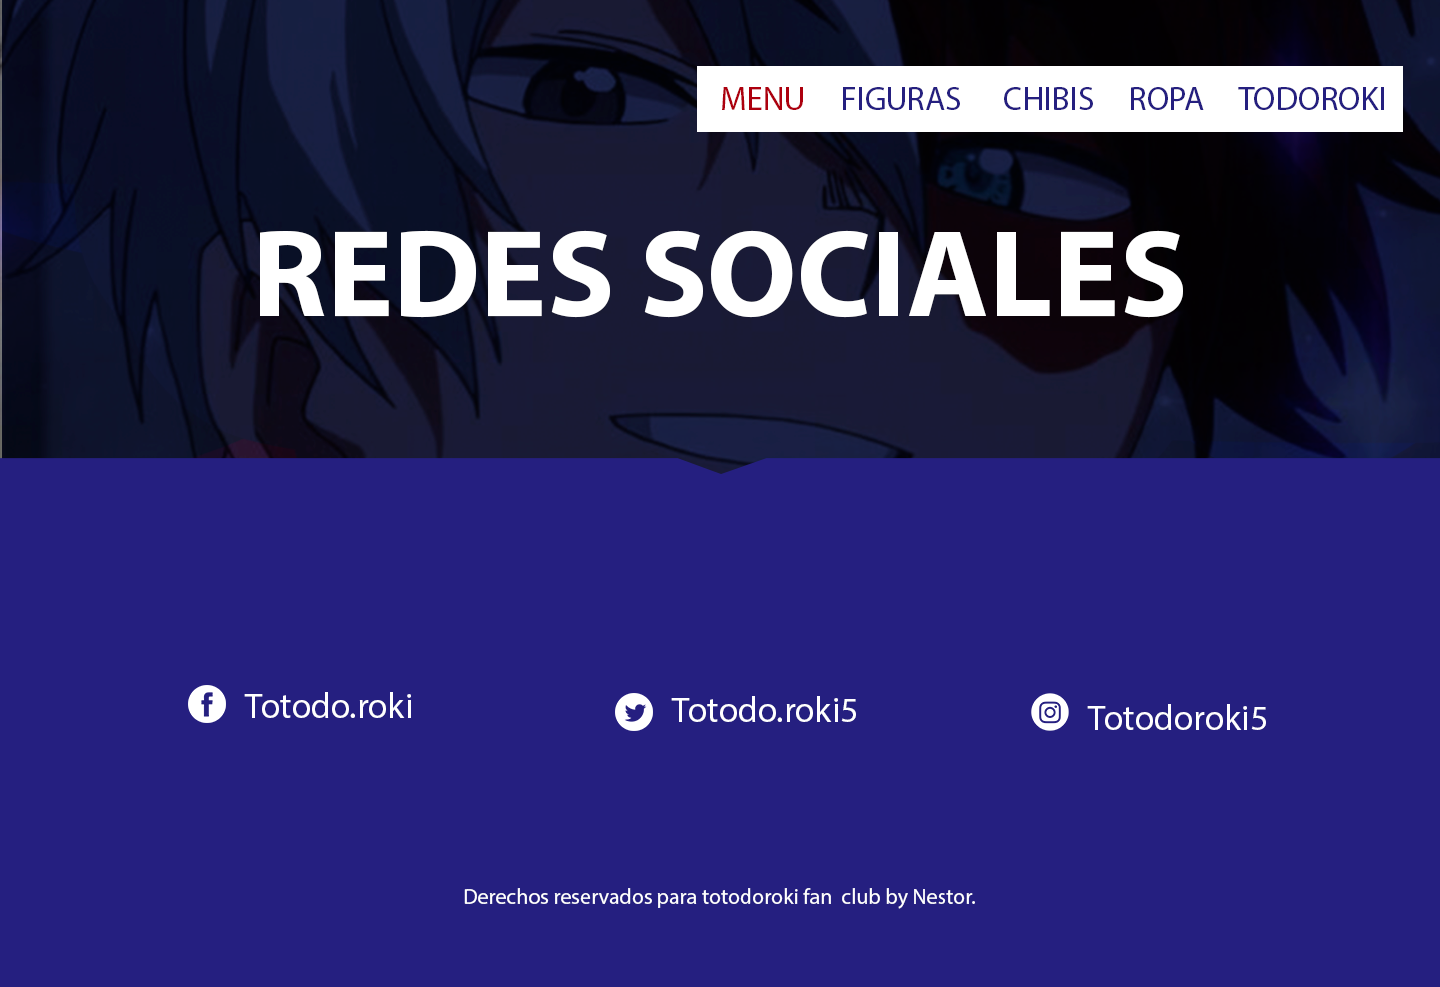 MENU FIGURAS CHIBIS ROPA TODOROKI
REDES SOCIALES
Totodo.roki
Totodo.roki5
Totodoroki5
Derechos reservados para totodoroki fan  club by Nestor.